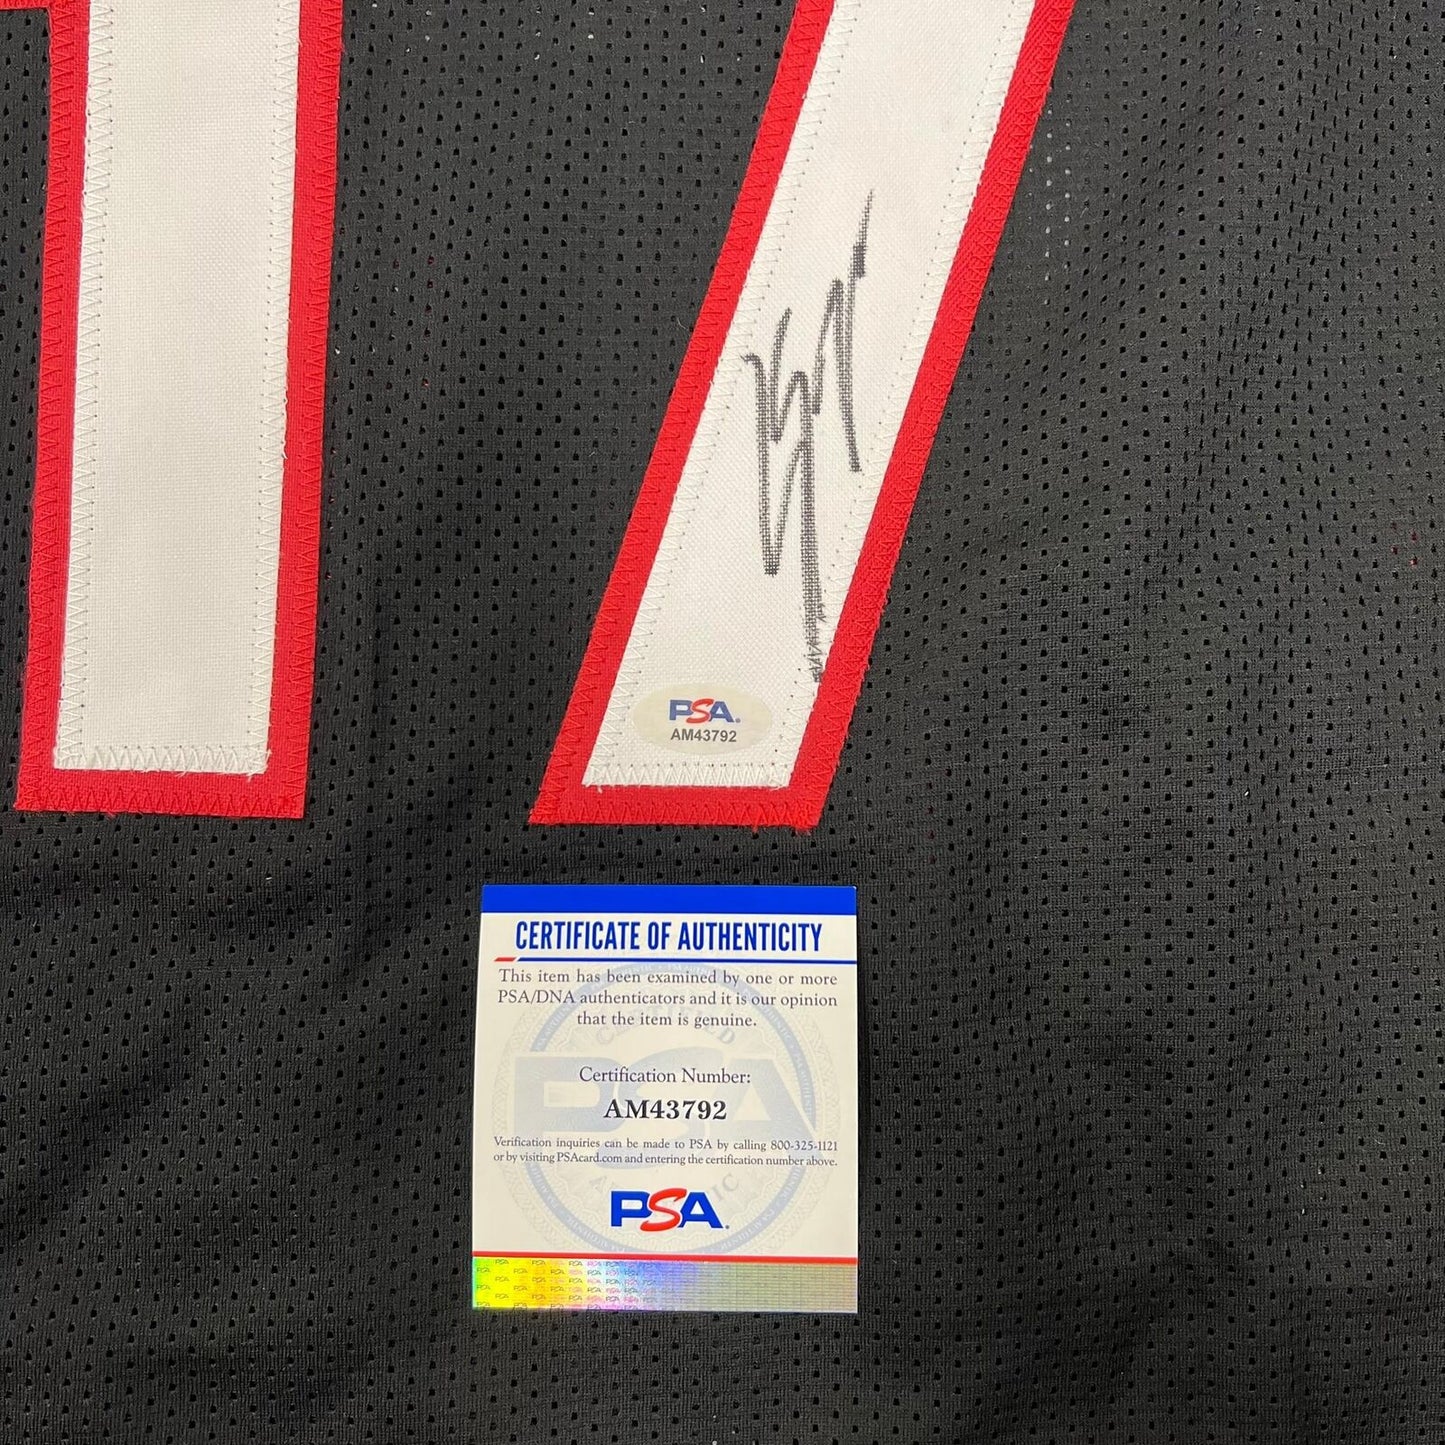 17
PSA.
AM43792
CERTIFICATE OF AUTHENTICITY
This item has been examined by one or more
PSA/DNA authenticators and it is our opinion
that the item is genuine.
Certification Number:
AM43792
Verification inquiries can be made to PSA by calling 800-325-1121
or by visiting PSAcard.com and entering the certification number above.
PSA.